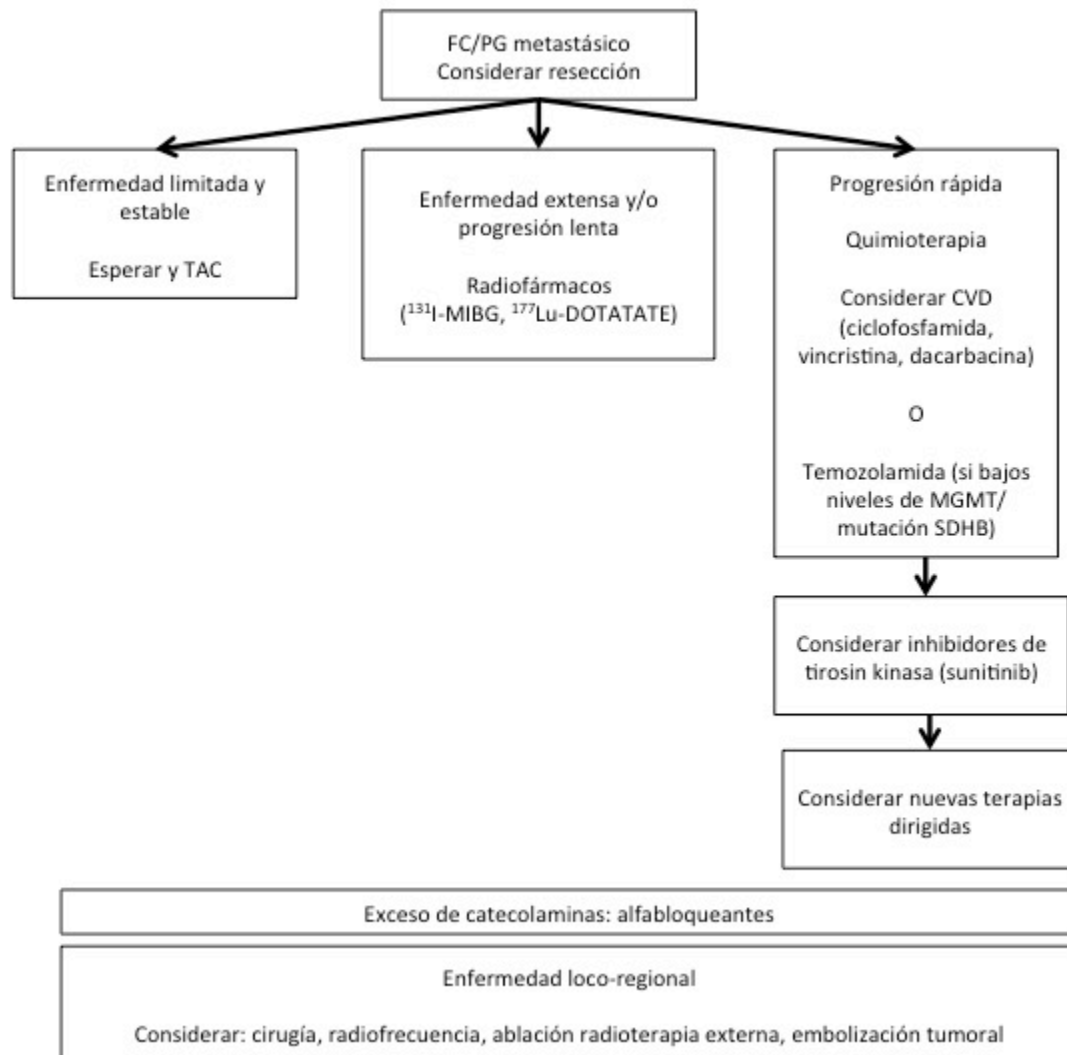 FC/PG metastásico
Considerar resección
Enfermedad limitada y
estable
Esperar y TAC
Enfermedad extensa y/o
progresión lenta
Radiofármacos
(¹³¹I-MIBG, ¹⁷⁷Lu-DOTATATE)
Progresión rápida
Quimioterapia
Considerar CVD
(ciclofosfamida,
vincristina, dacarbacina)
O
Temozolamida (si bajos
niveles de MGMT/
mutación SDHB)
Considerar inhibidores de
tirosin kinasa (sunitinib)
Considerar nuevas terapias
dirigidas
Exceso de catecolaminas: alfabloqueantes
Enfermedad loco-regional
Considerar: cirugía, radiofrecuencia, ablación radioterapia externa, embolización tumoral